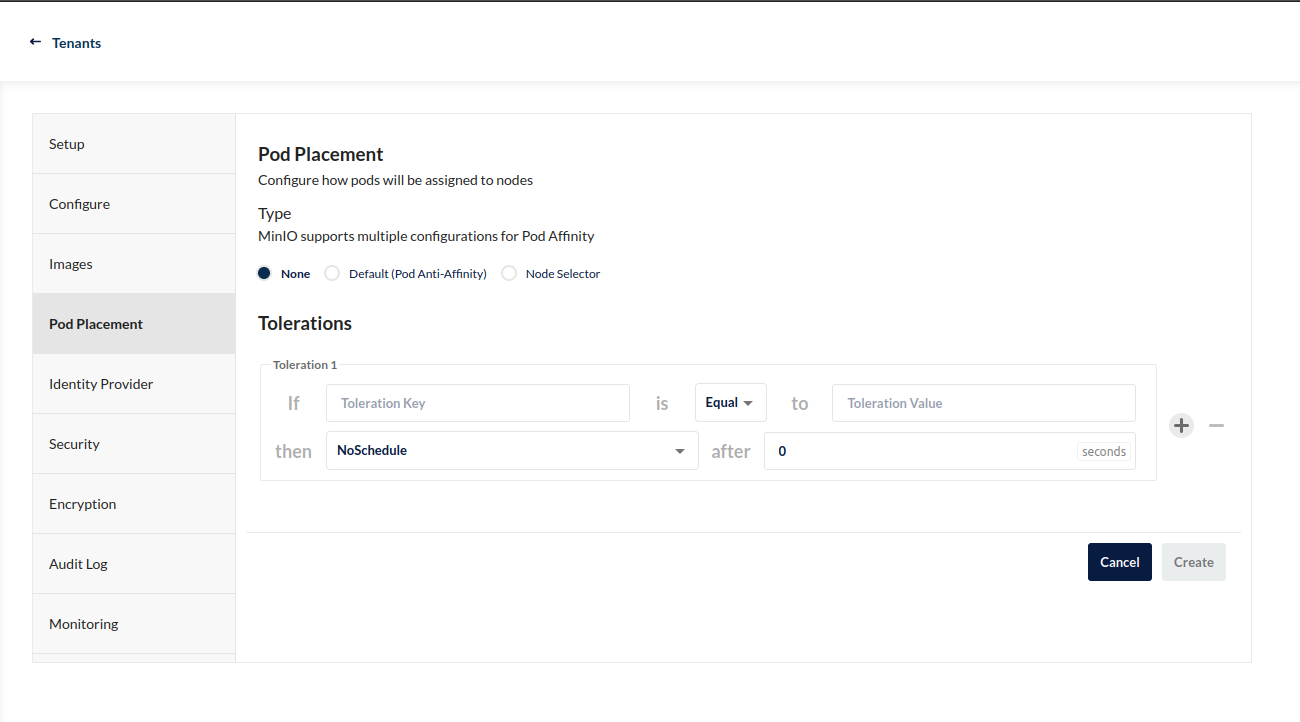 ← Tenants
Setup
Configure
Images
Pod Placement
Identity Provider
Security
Encryption
Audit Log
Monitoring
Pod Placement
Configure how pods will be assigned to nodes
Type
MinIO supports multiple configurations for Pod Affinity
None Default (Pod Anti-Affinity) Node Selector
Tolerations
Toleration 1
If Toleration Key is Equal to Toleration Value
then NoSchedule after 0 seconds
Cancel Create